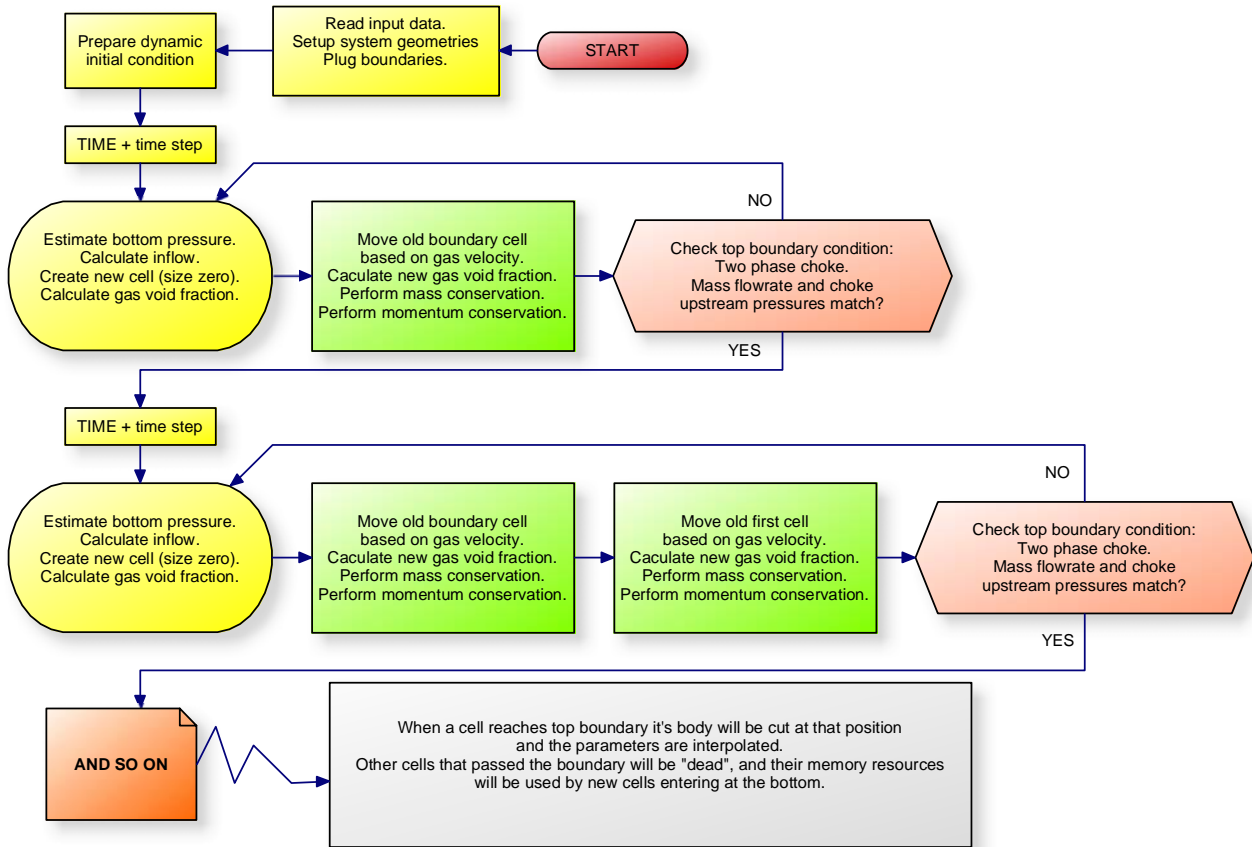 START
Read input data.
Setup system geometries
Plug boundaries.
Prepare dynamic
initial condition
TIME + time step
Estimate bottom pressure.
Calculate inflow.
Create new cell (size zero).
Calculate gas void fraction.
Move old boundary cell
based on gas velocity.
Caculate new gas void fraction.
Perform mass conservation.
Perform momentum conservation.
Check top boundary condition:
Two phase choke.
Mass flowrate and choke
upstream pressures match?
NO
YES
TIME + time step
Estimate bottom pressure.
Calculate inflow.
Create new cell (size zero).
Calculate gas void fraction.
Move old boundary cell
based on gas velocity.
Caculate new gas void fraction.
Perform mass conservation.
Perform momentum conservation.
Move old first cell
based on gas velocity.
Caculate new gas void fraction.
Perform mass conservation.
Perform momentum conservation.
Check top boundary condition:
Two phase choke.
Mass flowrate and choke
upstream pressures match?
NO
YES
AND SO ON
When a cell reaches top boundary it's body will be cut at that position
and the parameters are interpolated.
Other cells that passed the boundary will be "dead", and their memory resources
will be used by new cells entering at the bottom.